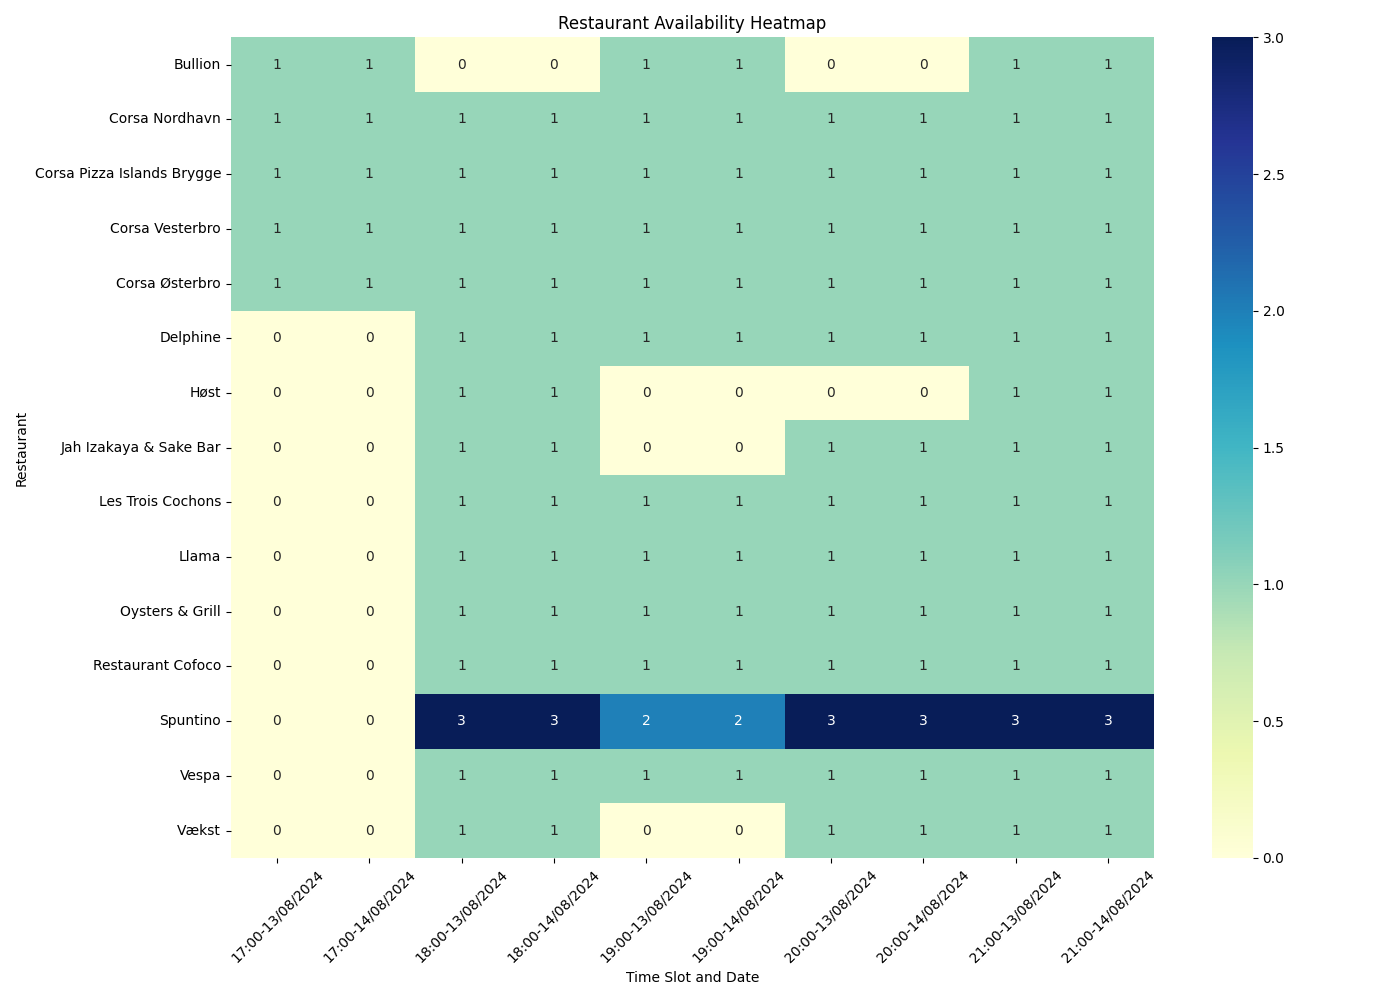 Restaurant Availability Heatmap
Restaurant
Bullion 1 1 0 0 1 1 0 0 1 1
Corsa Nordhavn 1 1 1 1 1 1 1 1 1 1
Corsa Pizza Islands Brygge 1 1 1 1 1 1 1 1 1 1
Corsa Vesterbro 1 1 1 1 1 1 1 1 1 1
Corsa Østerbro 1 1 1 1 1 1 1 1 1 1
Delphine 0 0 1 1 1 1 1 1 1 1
Høst 0 0 1 1 0 0 0 0 1 1
Jah Izakaya & Sake Bar 0 0 1 1 0 0 1 1 1 1
Les Trois Cochons 0 0 1 1 1 1 1 1 1 1
Llama 0 0 1 1 1 1 1 1 1 1
Oysters & Grill 0 0 1 1 1 1 1 1 1 1
Restaurant Cofoco 0 0 1 1 1 1 1 1 1 1
Spuntino 0 0 3 3 2 2 3 3 3 3
Vespa 0 0 1 1 1 1 1 1 1 1
Vækst 0 0 1 1 0 0 1 1 1 1
17:00-13/08/2024 17:00-14/08/2024 18:00-13/08/2024 18:00-14/08/2024 19:00-13/08/2024 19:00-14/08/2024 20:00-13/08/2024 20:00-14/08/2024 21:00-13/08/2024 21:00-14/08/2024
Time Slot and Date
3.0
2.5
2.0
1.5
1.0
0.5
0.0